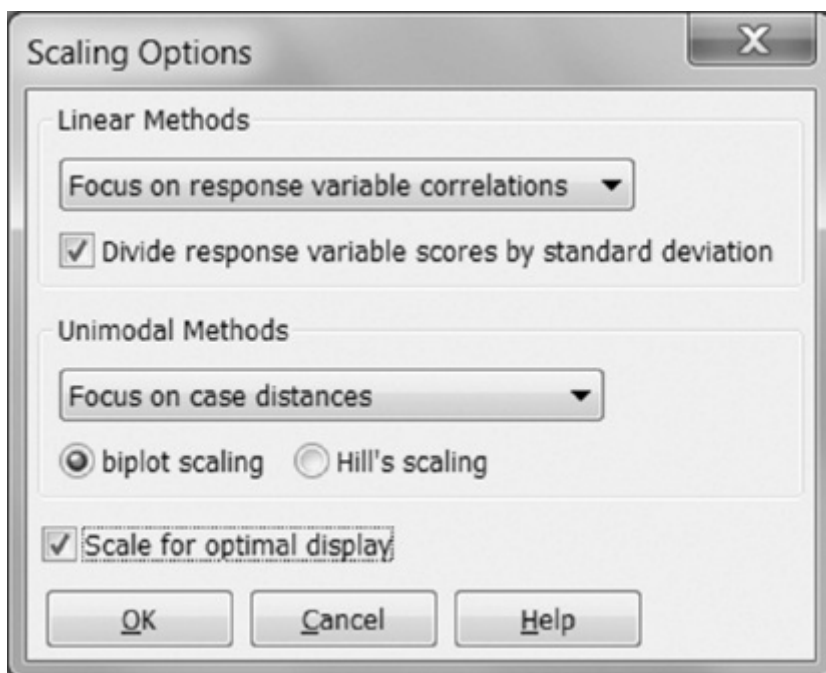 Scaling Options
Linear Methods
Focus on response variable correlations
Divide response variable scores by standard deviation
Unimodal Methods
Focus on case distances
biplot scaling Hill's scaling
Scale for optimal display
OK Cancel Help